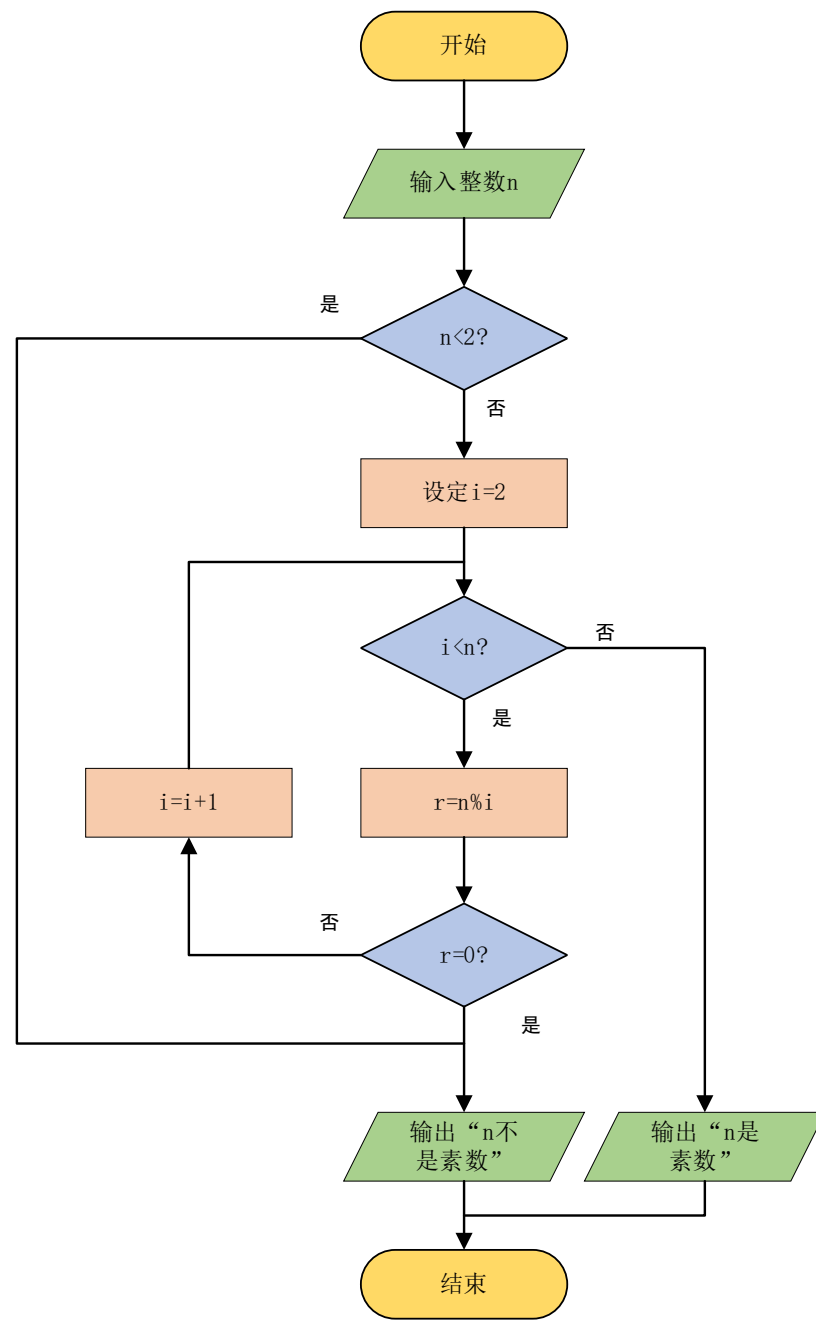 开始
输入整数n
是
n<2?
否
设定i=2
i<n?
否
是
i=i+1
r=n%i
否
r=0?
是
输出“n不
是素数”
输出“n是
素数”
结束